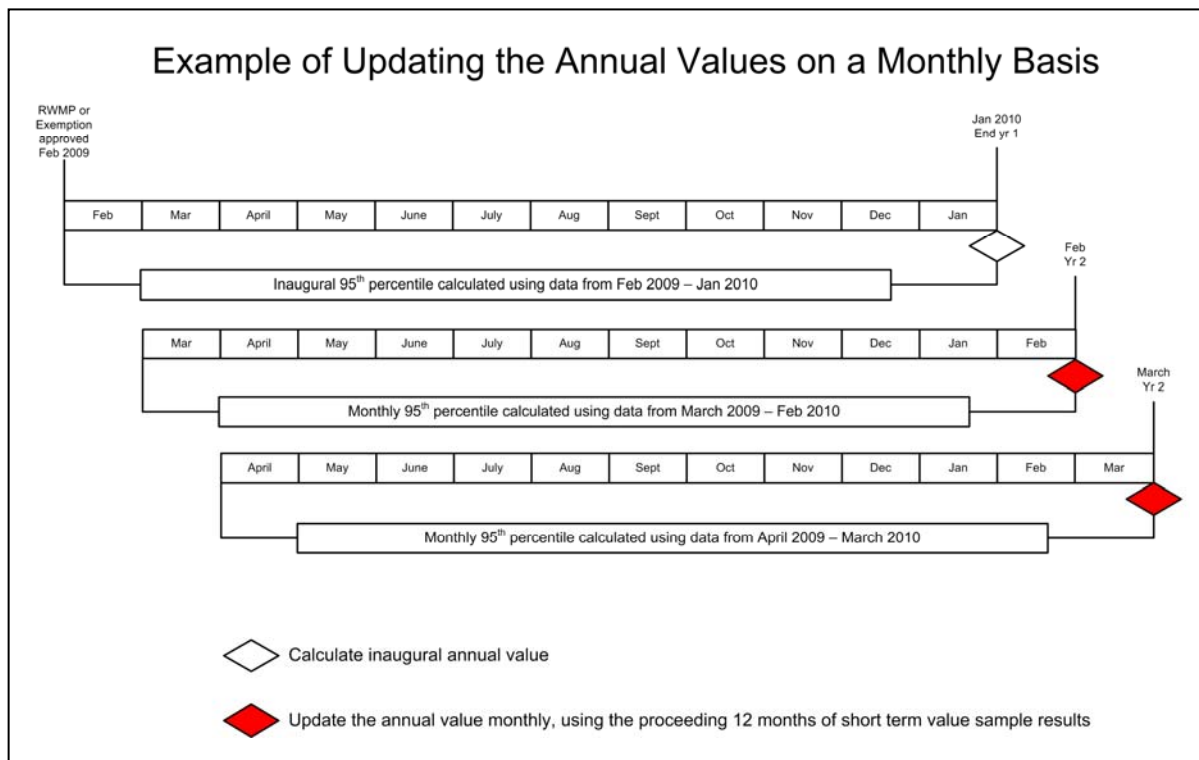 Example of Updating the Annual Values on a Monthly Basis
RWMP or
Exemption
approved
Feb 2009
Jan 2010
End yr 1
Feb Mar April May June July Aug Sept Oct Nov Dec Jan
Inaugural 95th percentile calculated using data from Feb 2009 – Jan 2010
Feb
Yr 2
Mar April May June July Aug Sept Oct Nov Dec Jan Feb
Monthly 95th percentile calculated using data from March 2009 – Feb 2010
March
Yr 2
April May June July Aug Sept Oct Nov Dec Jan Feb Mar
Monthly 95th percentile calculated using data from April 2009 – March 2010
Calculate inaugural annual value
Update the annual value monthly, using the proceeding 12 months of short term value sample results